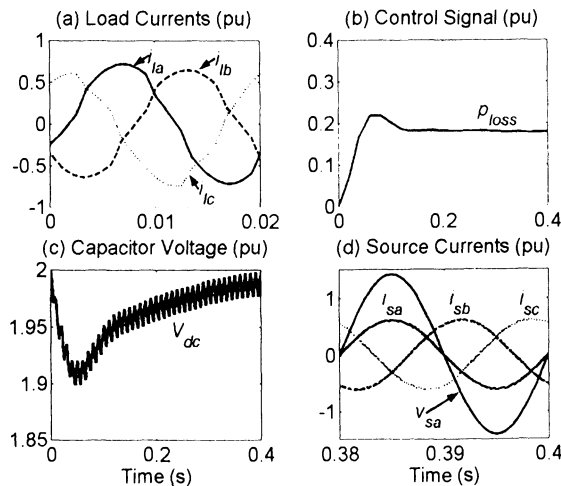 (a) Load Currents (pu)
1
0.5
0
-0.5
-1
0
0.01
0.02
i_la
i_lb
i_lc
(b) Control Signal (pu)
0.4
0.3
0.2
0.1
0
0
0.2
0.4
p_loss
(c) Capacitor Voltage (pu)
2
1.95
1.9
1.85
0
0.2
0.4
V_dc
Time (s)
(d) Source Currents (pu)
1
0
-1
0.38
0.39
0.4
i_sa
i_sb
i_sc
v_sa
Time (s)